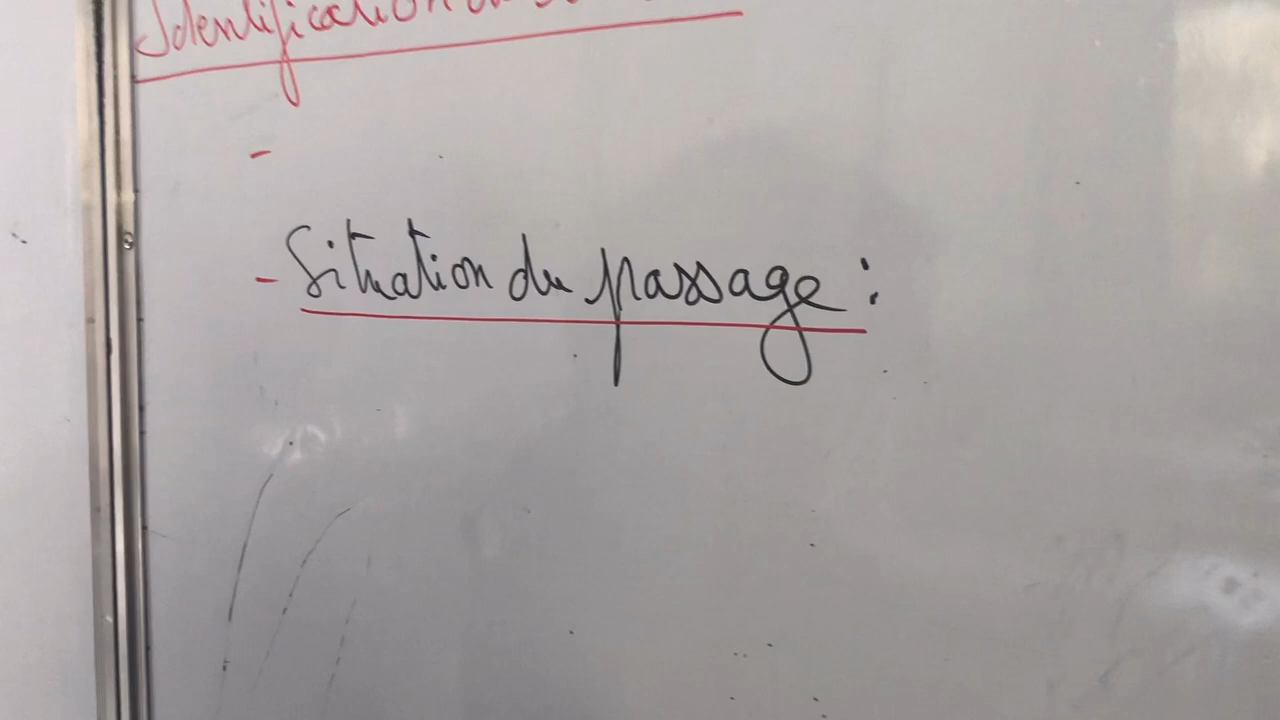 Identification
-
- Situation du passage :